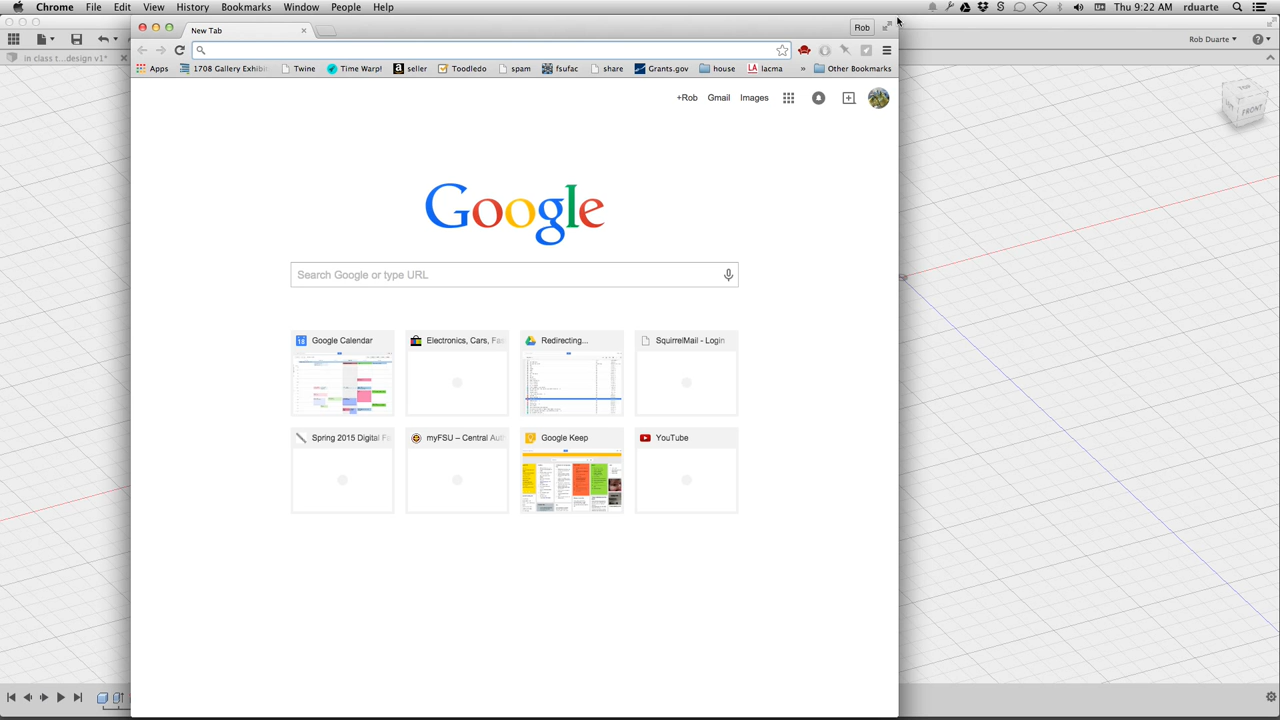 Chrome File Edit View History Bookmarks Window People Help Thu 9:22 AM rduarte
New Tab Rob
Rob Duarte
in class t...design v1*
Apps 1708 Gallery Exhibi Twine Time Warp! seller Toodledo spam fsufac share Grants.gov house lacma » Other Bookmarks
+Rob Gmail Images
FRONT
Google
Search Google or type URL
Google Calendar Electronics, Cars, Fas Redirecting... SquirrelMail - Login
Spring 2015 Digital Fa myFSU – Central Aut Google Keep YouTube